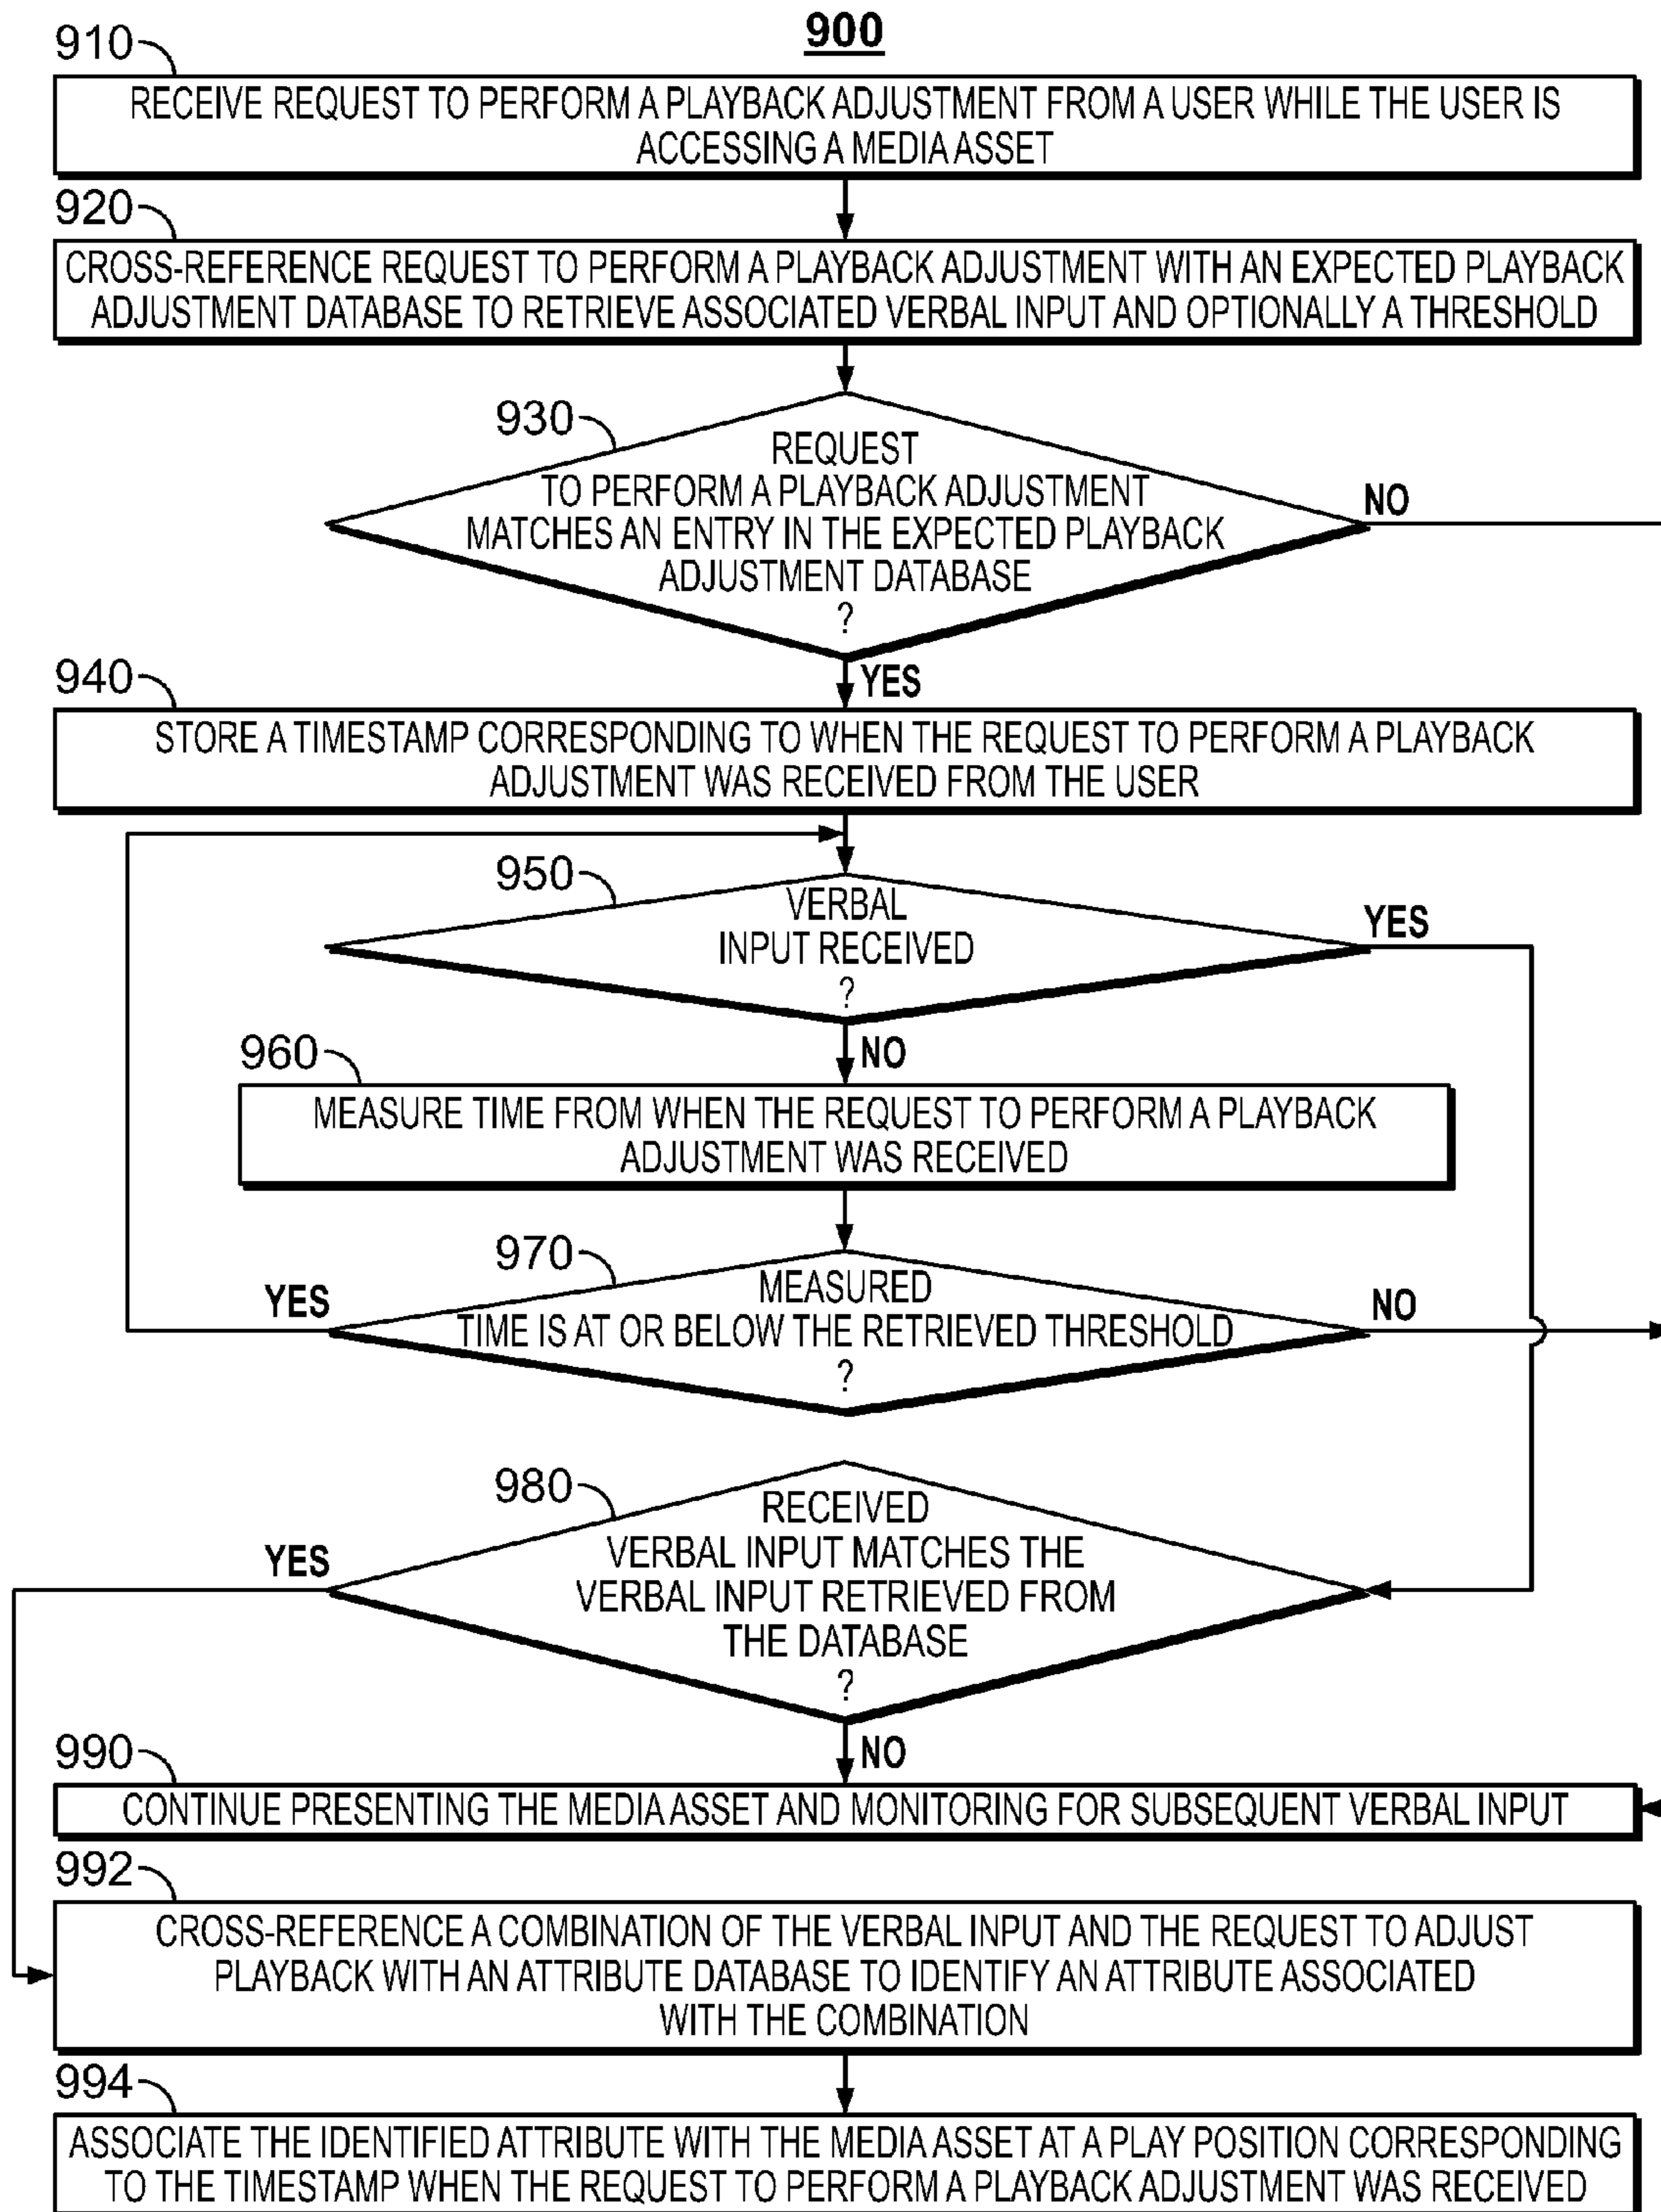 900
910
RECEIVE REQUEST TO PERFORM A PLAYBACK ADJUSTMENT FROM A USER WHILE THE USER IS
ACCESSING A MEDIA ASSET
920
CROSS-REFERENCE REQUEST TO PERFORM A PLAYBACK ADJUSTMENT WITH AN EXPECTED PLAYBACK
ADJUSTMENT DATABASE TO RETRIEVE ASSOCIATED VERBAL INPUT AND OPTIONALLY A THRESHOLD
930
REQUEST
TO PERFORM A PLAYBACK ADJUSTMENT
MATCHES AN ENTRY IN THE EXPECTED PLAYBACK
ADJUSTMENT DATABASE
?
NO
YES
940
STORE A TIMESTAMP CORRESPONDING TO WHEN THE REQUEST TO PERFORM A PLAYBACK
ADJUSTMENT WAS RECEIVED FROM THE USER
950
VERBAL
INPUT RECEIVED
?
YES
NO
960
MEASURE TIME FROM WHEN THE REQUEST TO PERFORM A PLAYBACK
ADJUSTMENT WAS RECEIVED
970
MEASURED
TIME IS AT OR BELOW THE RETRIEVED THRESHOLD
?
YES
NO
980
RECEIVED
VERBAL INPUT MATCHES THE
VERBAL INPUT RETRIEVED FROM
THE DATABASE
?
YES
NO
990
CONTINUE PRESENTING THE MEDIA ASSET AND MONITORING FOR SUBSEQUENT VERBAL INPUT
992
CROSS-REFERENCE A COMBINATION OF THE VERBAL INPUT AND THE REQUEST TO ADJUST
PLAYBACK WITH AN ATTRIBUTE DATABASE TO IDENTIFY AN ATTRIBUTE ASSOCIATED
WITH THE COMBINATION
994
ASSOCIATE THE IDENTIFIED ATTRIBUTE WITH THE MEDIA ASSET AT A PLAY POSITION CORRESPONDING
TO THE TIMESTAMP WHEN THE REQUEST TO PERFORM A PLAYBACK ADJUSTMENT WAS RECEIVED